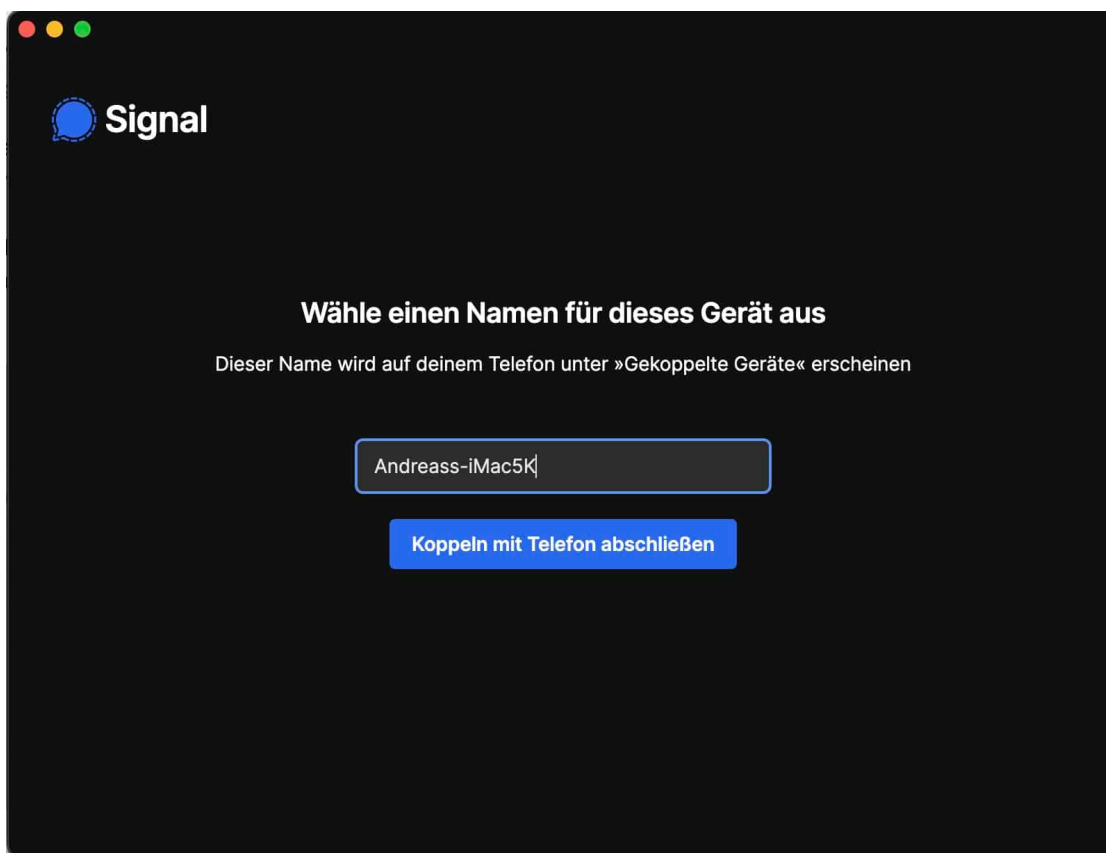 Signal
Wähle einen Namen für dieses Gerät aus
Dieser Name wird auf deinem Telefon unter »Gekoppelte Geräte« erscheinen
Andreass-iMac5K
Koppeln mit Telefon abschließen